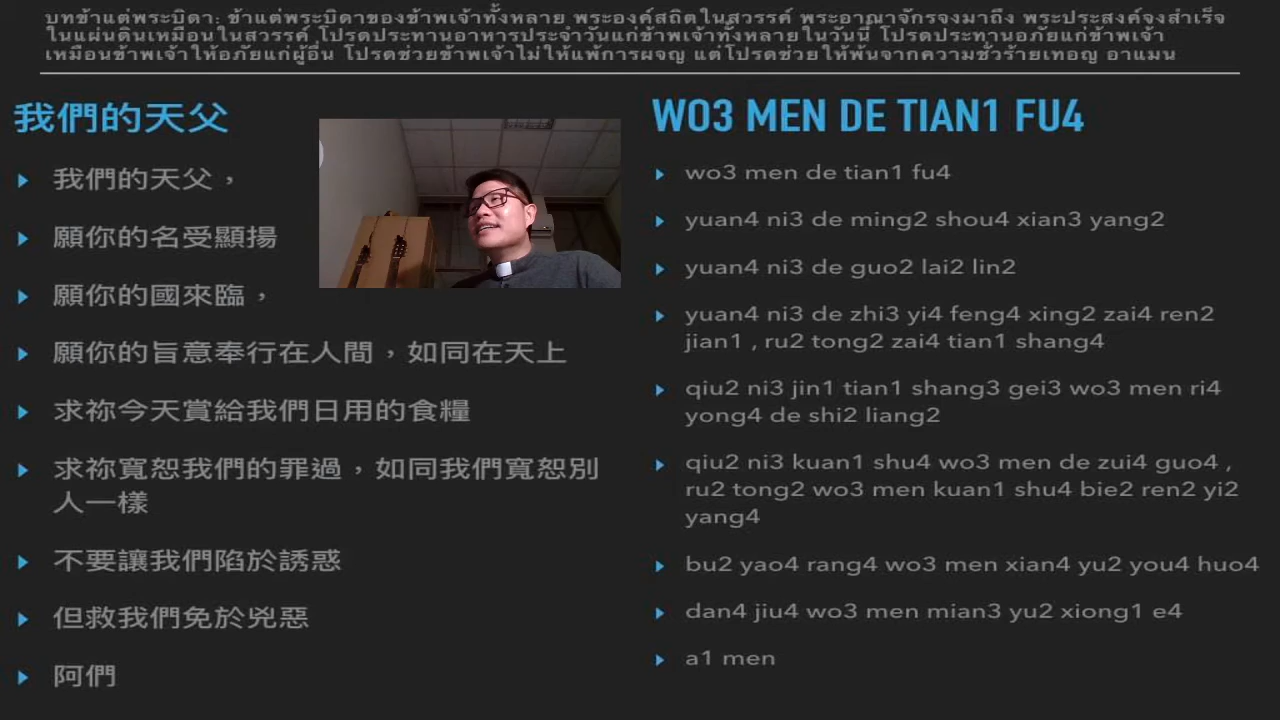 บทข้าแต่พระบิดา: ข้าแต่พระบิดาของข้าพเจ้าทั้งหลาย พระองค์สถิตในสวรรค์ พระอาณาจักรจงมาถึง พระประสงค์จงสำเร็จ
ในแผ่นดินเหมือนในสวรรค์ โปรดประทานอาหารประจำวันแก่ข้าพเจ้าทั้งหลายในวันนี้ โปรดประทานอภัยแก่ข้าพเจ้า
เหมือนข้าพเจ้าให้อภัยแก่ผู้อื่น โปรดช่วยข้าพเจ้าไม่ให้แพ้การผจญ แต่โปรดช่วยให้พ้นจากความชั่วร้ายเทอญ อาแมน
我們的天父
我們的天父，
願你的名受顯揚
願你的國來臨，
願你的旨意奉行在人間，如同在天上
求祢今天賞給我們日用的食糧
求祢寬恕我們的罪過，如同我們寬恕別
人一樣
不要讓我們陷於誘惑
但救我們免於兇惡
阿們
WO3 MEN DE TIAN1 FU4
wo3 men de tian1 fu4
yuan4 ni3 de ming2 shou4 xian3 yang2
yuan4 ni3 de guo2 lai2 lin2
yuan4 ni3 de zhi3 yi4 feng4 xing2 zai4 ren2
jian1 , ru2 tong2 zai4 tian1 shang4
qiu2 ni3 jin1 tian1 shang3 gei3 wo3 men ri4
yong4 de shi2 liang2
qiu2 ni3 kuan1 shu4 wo3 men de zui4 guo4 ,
ru2 tong2 wo3 men kuan1 shu4 bie2 ren2 yi2
yang4
bu2 yao4 rang4 wo3 men xian4 yu2 you4 huo4
dan4 jiu4 wo3 men mian3 yu2 xiong1 e4
a1 men